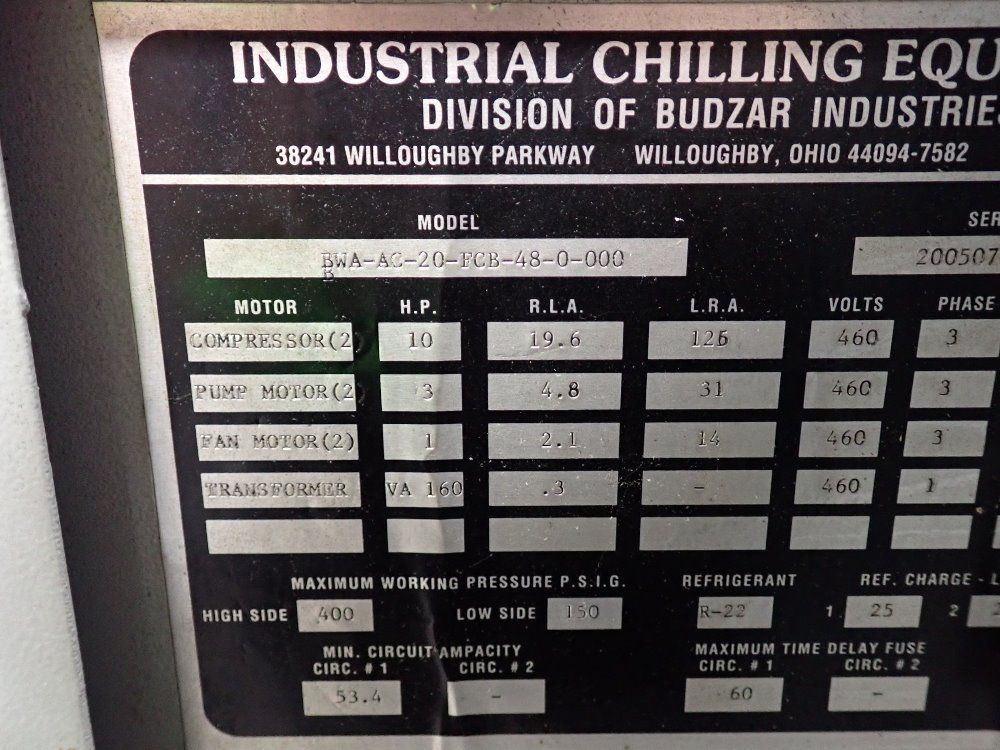 INDUSTRIAL CHILLING EQU
DIVISION OF BUDZAR INDUSTRIES
38241 WILLOUGHBY PARKWAY WILLOUGHBY, OHIO 44094-7582
MODEL SER
BWA-AC-20-FCB-48-0-000 200507
B
MOTOR H.P. R.L.A. L.R.A. VOLTS PHASE
COMPRESSOR(2 10 19.6 125 460 3
PUMP MOTOR(2 3 4.8 31 460 3
FAN MOTOR(2) 1 2.1 14 460 3
TRANSFORMER VA 160 .3 - 460 1
MAXIMUM WORKING PRESSURE P.S.I.G. REFRIGERANT REF. CHARGE - L
HIGH SIDE 400 LOW SIDE 150 R-22 1 25 2
MIN. CIRCUIT AMPACITY MAXIMUM TIME DELAY FUSE
CIRC. # 1 CIRC. # 2 CIRC. # 1 CIRC. # 2
53.4 - 60 -